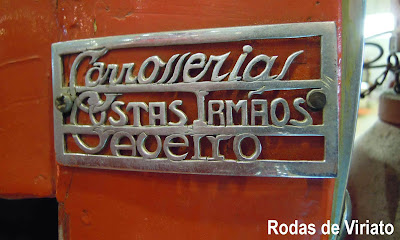 Carrosserias
Costas Irmãos
Aveiro
Rodas de Viriato